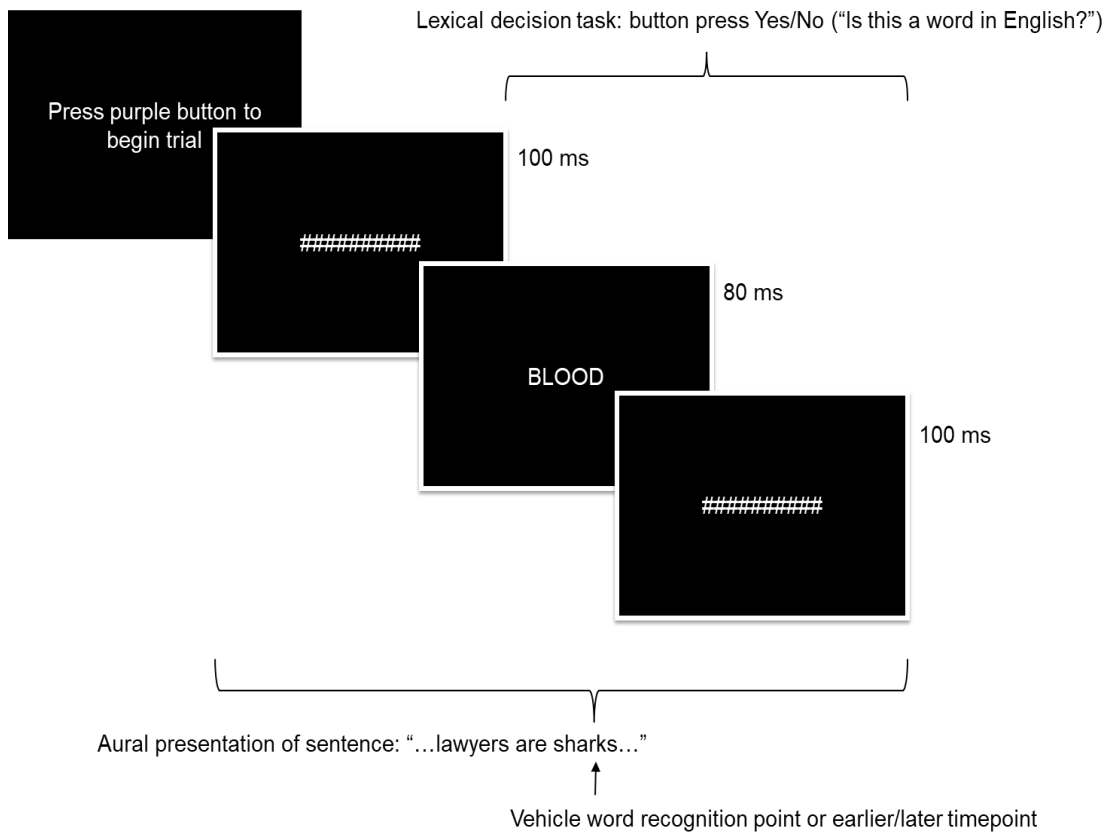 Lexical decision task: button press Yes/No (“Is this a word in English?”)
Press purple button to
begin trial
100 ms
###########
80 ms
BLOOD
100 ms
###########
Aural presentation of sentence: “…lawyers are sharks…”
Vehicle word recognition point or earlier/later timepoint